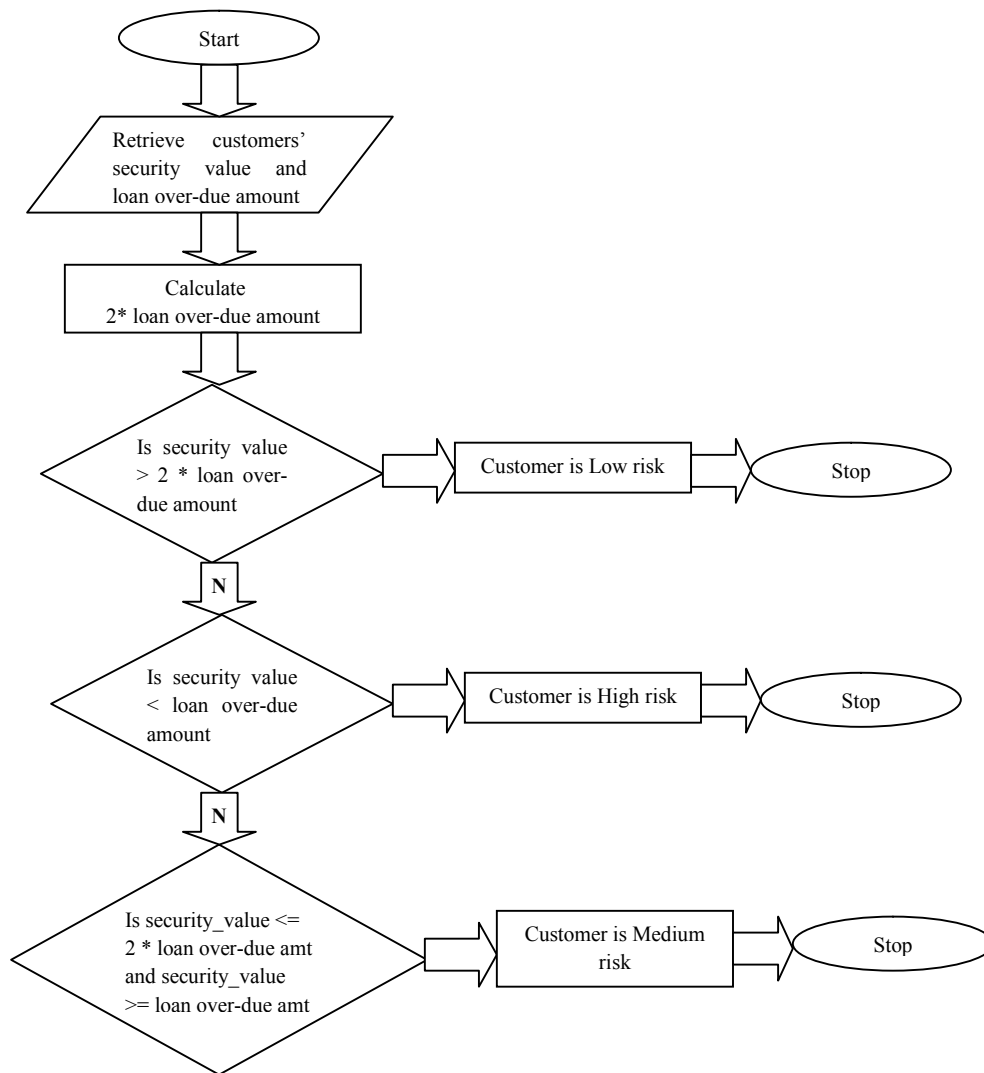 Start
Retrieve customers’
security value and
loan over-due amount
Calculate
2* loan over-due amount
Is security value
> 2 * loan over-
due amount
Customer is Low risk
Stop
N
Is security value
< loan over-due
amount
Customer is High risk
Stop
N
Is security_value <=
2 * loan over-due amt
and security_value
>= loan over-due amt
Customer is Medium
risk
Stop